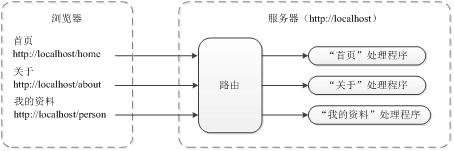 浏览器
首页
http://localhost/home
关于
http://localhost/about
我的资料
http://localhost/person
服务器（http://localhost）
路由
“首页”处理程序
“关于”处理程序
“我的资料”处理程序